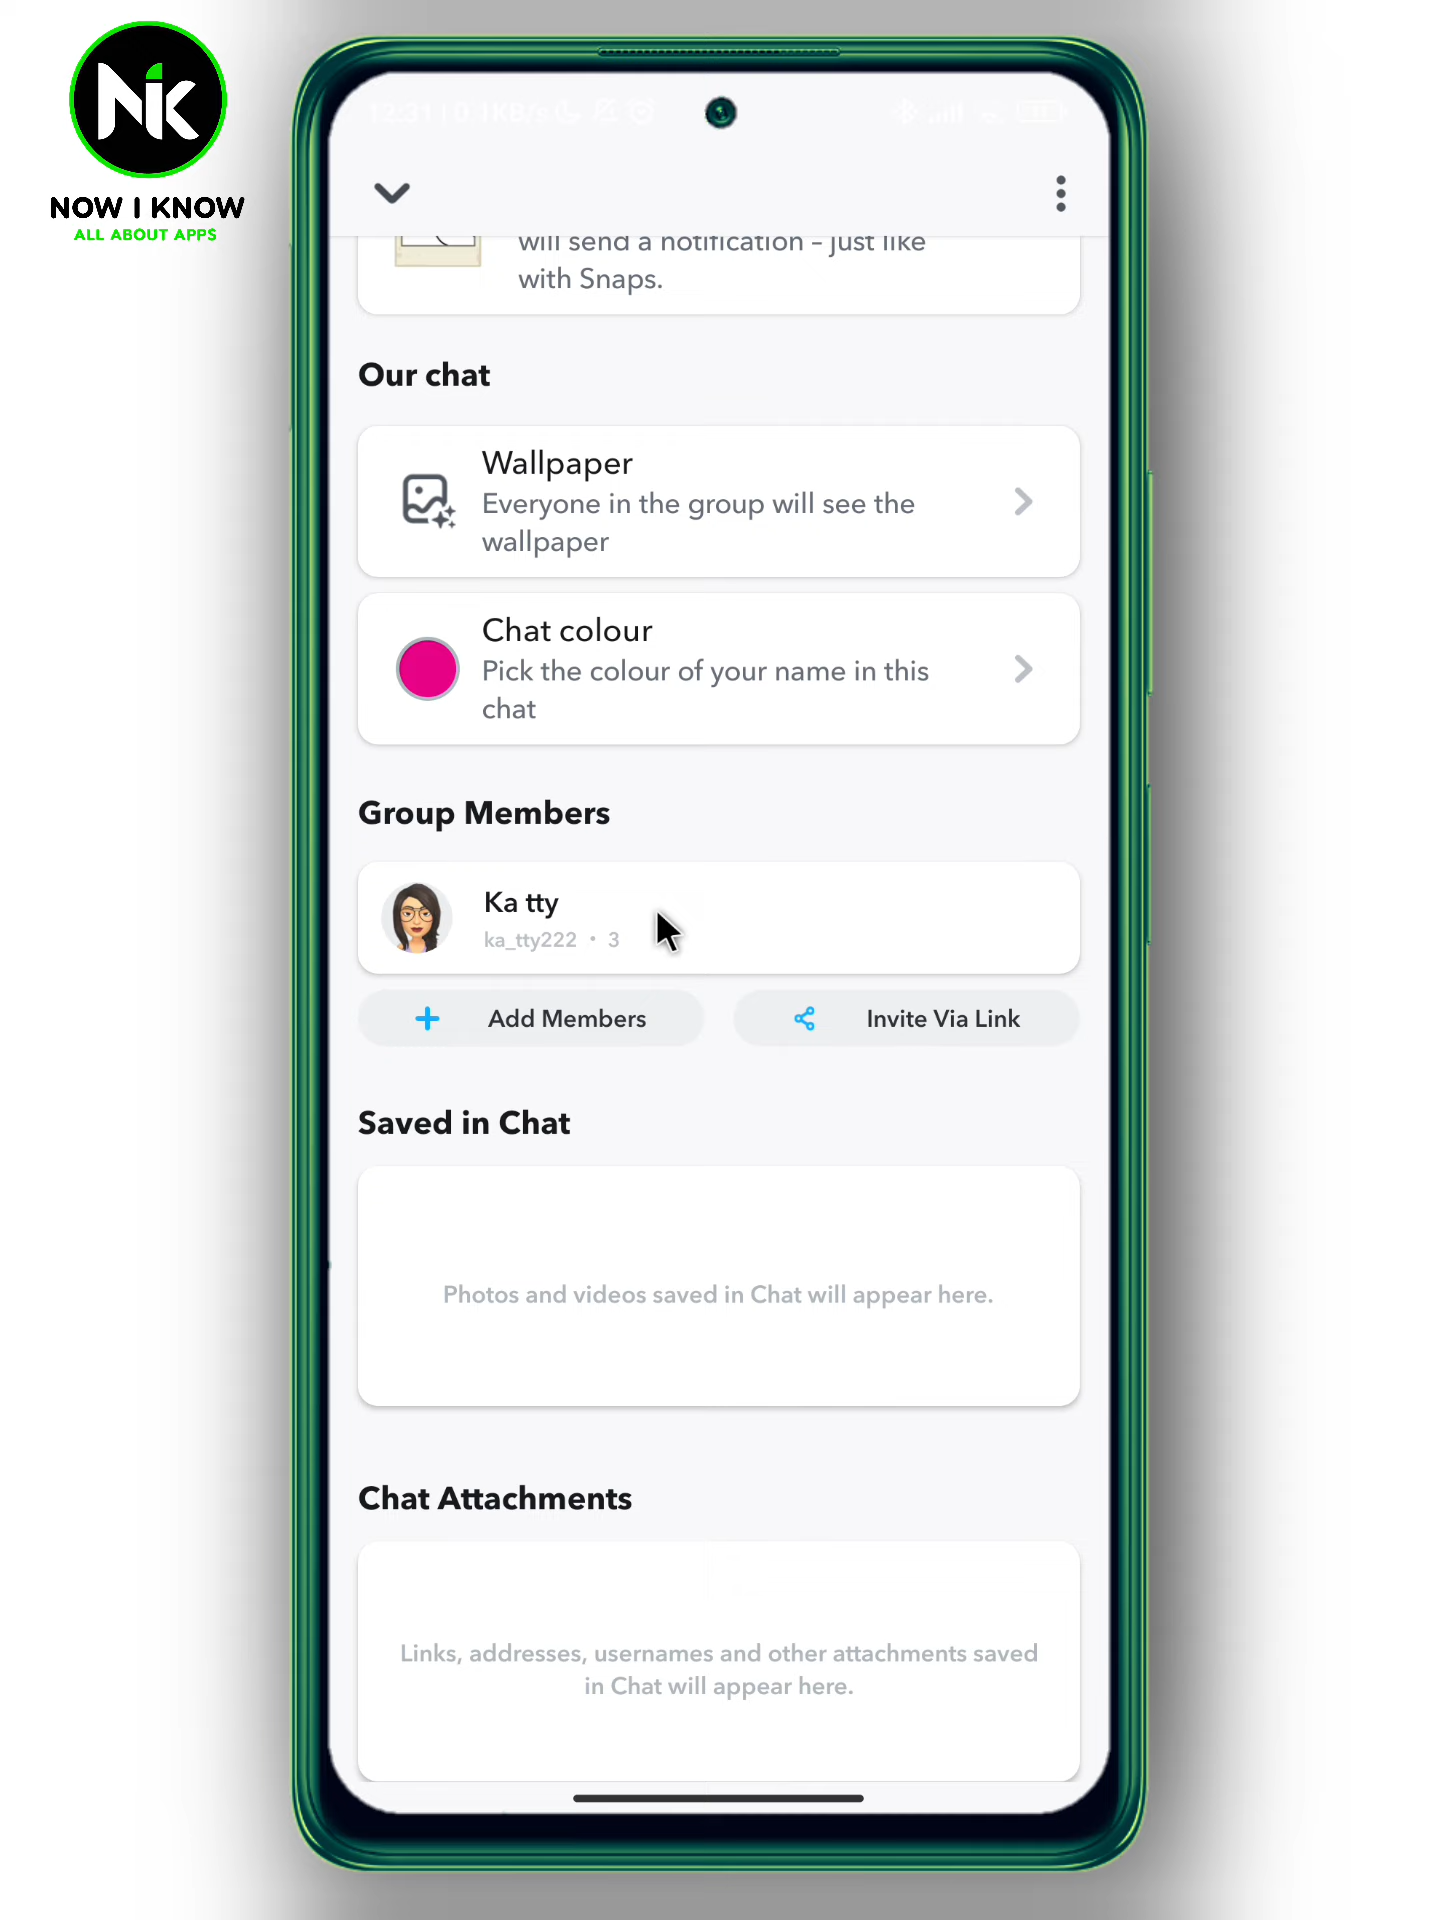 NiK
NOW I KNOW
ALL ABOUT APPS
will send a notification – just like
with Snaps.
Our chat
Wallpaper
Everyone in the group will see the
wallpaper
Chat colour
Pick the colour of your name in this
chat
Group Members
Ka tty
ka_tty222 • 3
Add Members
Invite Via Link
Saved in Chat
Photos and videos saved in Chat will appear here.
Chat Attachments
Links, addresses, usernames and other attachments saved
in Chat will appear here.